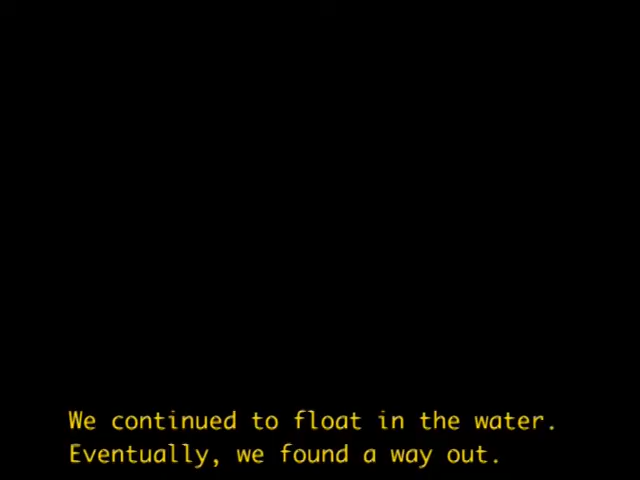 We continued to float in the water.
Eventually, we found a way out.